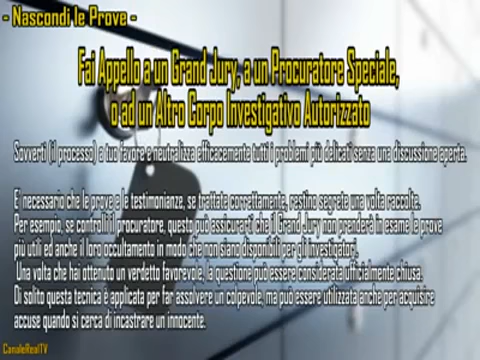 - Nascondi le Prove -
Fai Appello a un Grand Jury, a un Procuratore Speciale,
o ad un Altro Corpo Investigativo Autorizzato
Sovverti (il processo) a tuo favore e neutralizza efficacemente tutti i problemi più delicati senza una discussione aperta.
E' necessario che le prove e le testimonianze, se trattate correttamente, restino segrete una volta raccolte.
Per esempio, se controlli il procuratore, questo può assicurarti che il Grand Jury non prenderà in esame le prove
più utili ed anche il loro occultamento in modo che non siano disponibili per gli investigatori.
Una volta che hai ottenuto un verdetto favorevole, la questione può essere considerata ufficialmente chiusa.
Di solito questa tecnica è applicata per far assolvere un colpevole, ma può essere utilizzata anche per acquisire
accuse quando si cerca di incastrare un innocente.
CanaleRealTV